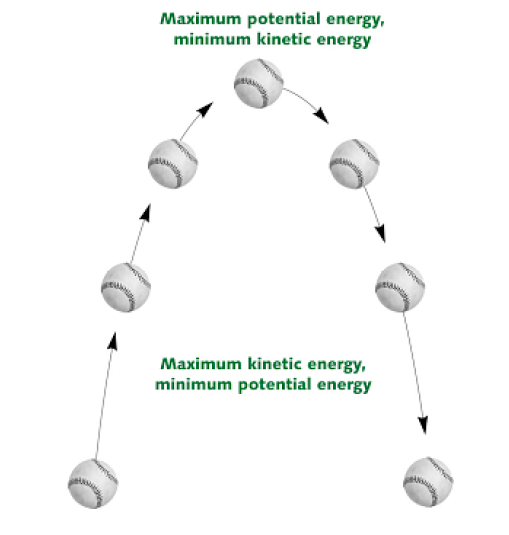 Maximum potential energy,
minimum kinetic energy
Maximum kinetic energy,
minimum potential energy